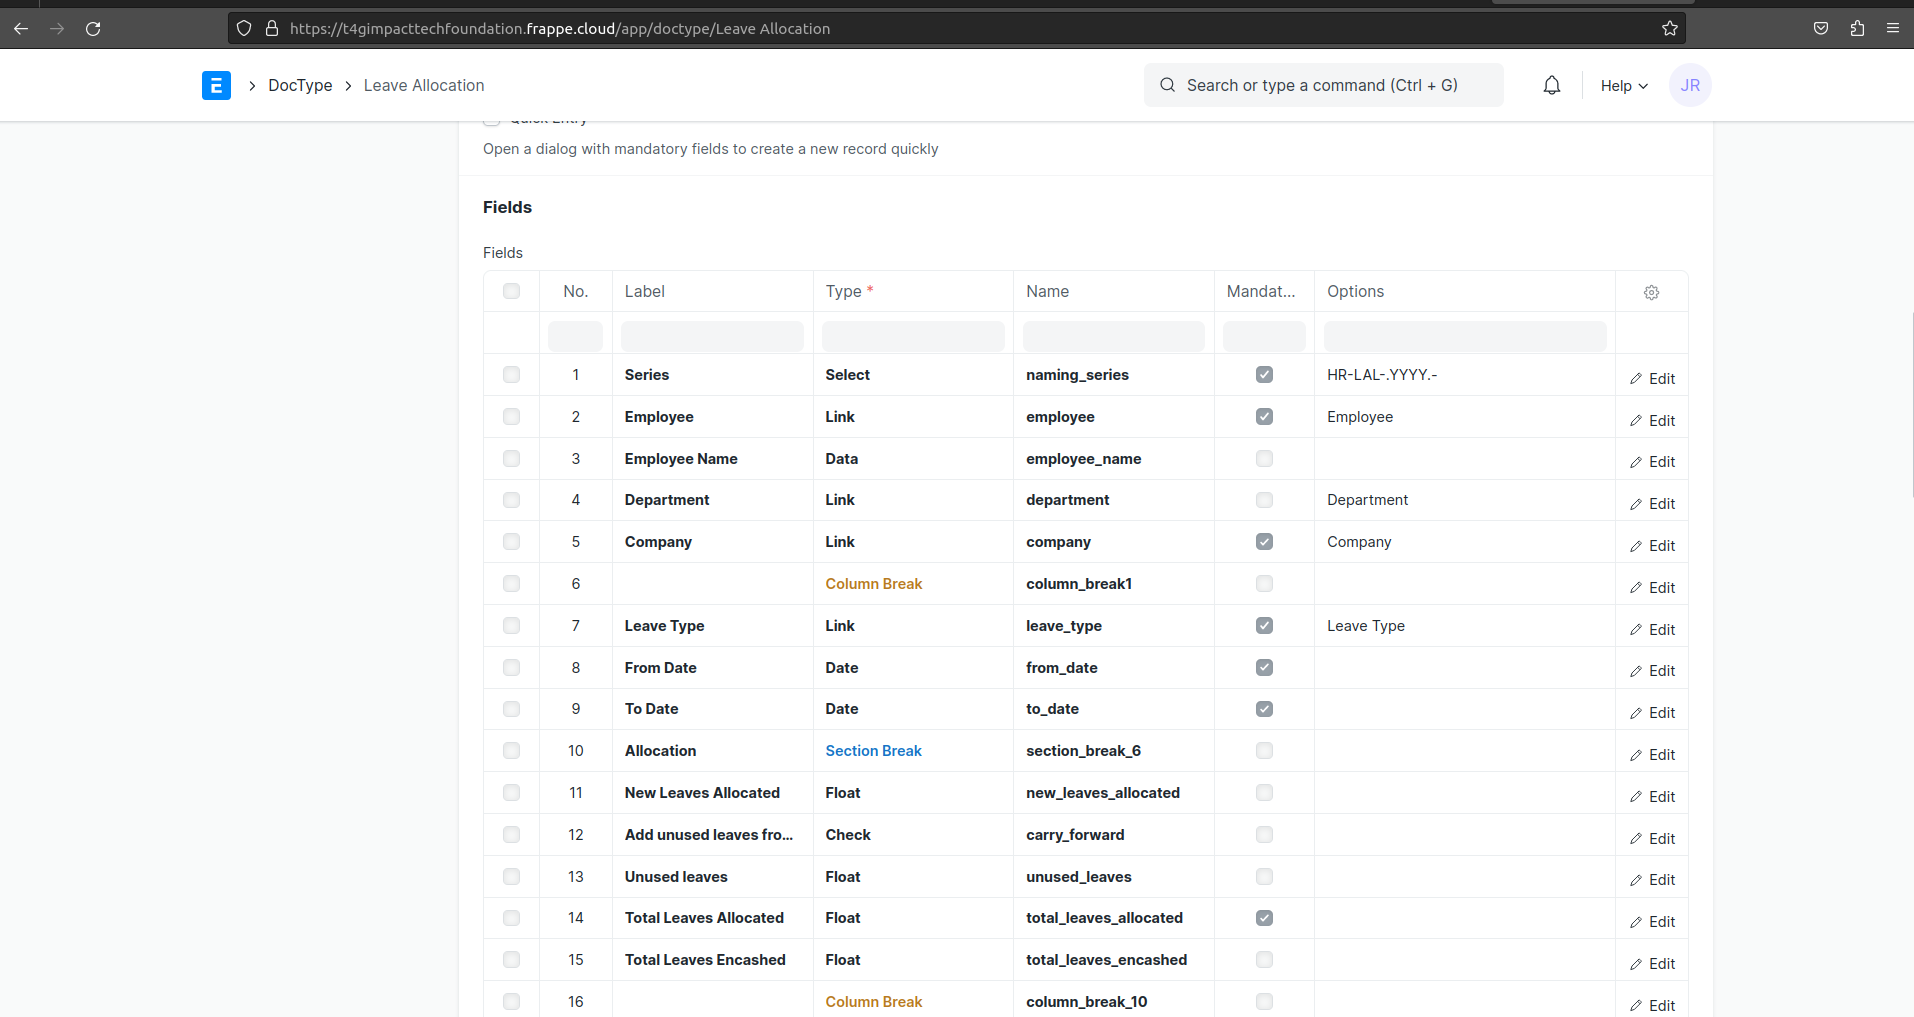 https://t4gimpacttechfoundation.frappe.cloud/app/doctype/Leave Allocation
E DocType Leave Allocation Search or type a command (Ctrl + G) Help JR
Quick Entry
Open a dialog with mandatory fields to create a new record quickly
Fields
Fields
No. Label Type * Name Mandat... Options
1 Series Select naming_series HR-LAL-.YYYY.- Edit
2 Employee Link employee Employee Edit
3 Employee Name Data employee_name Edit
4 Department Link department Department Edit
5 Company Link company Company Edit
6 Column Break column_break1 Edit
7 Leave Type Link leave_type Leave Type Edit
8 From Date Date from_date Edit
9 To Date Date to_date Edit
10 Allocation Section Break section_break_6 Edit
11 New Leaves Allocated Float new_leaves_allocated Edit
12 Add unused leaves fro... Check carry_forward Edit
13 Unused leaves Float unused_leaves Edit
14 Total Leaves Allocated Float total_leaves_allocated Edit
15 Total Leaves Encashed Float total_leaves_encashed Edit
16 Column Break column_break_10 Edit